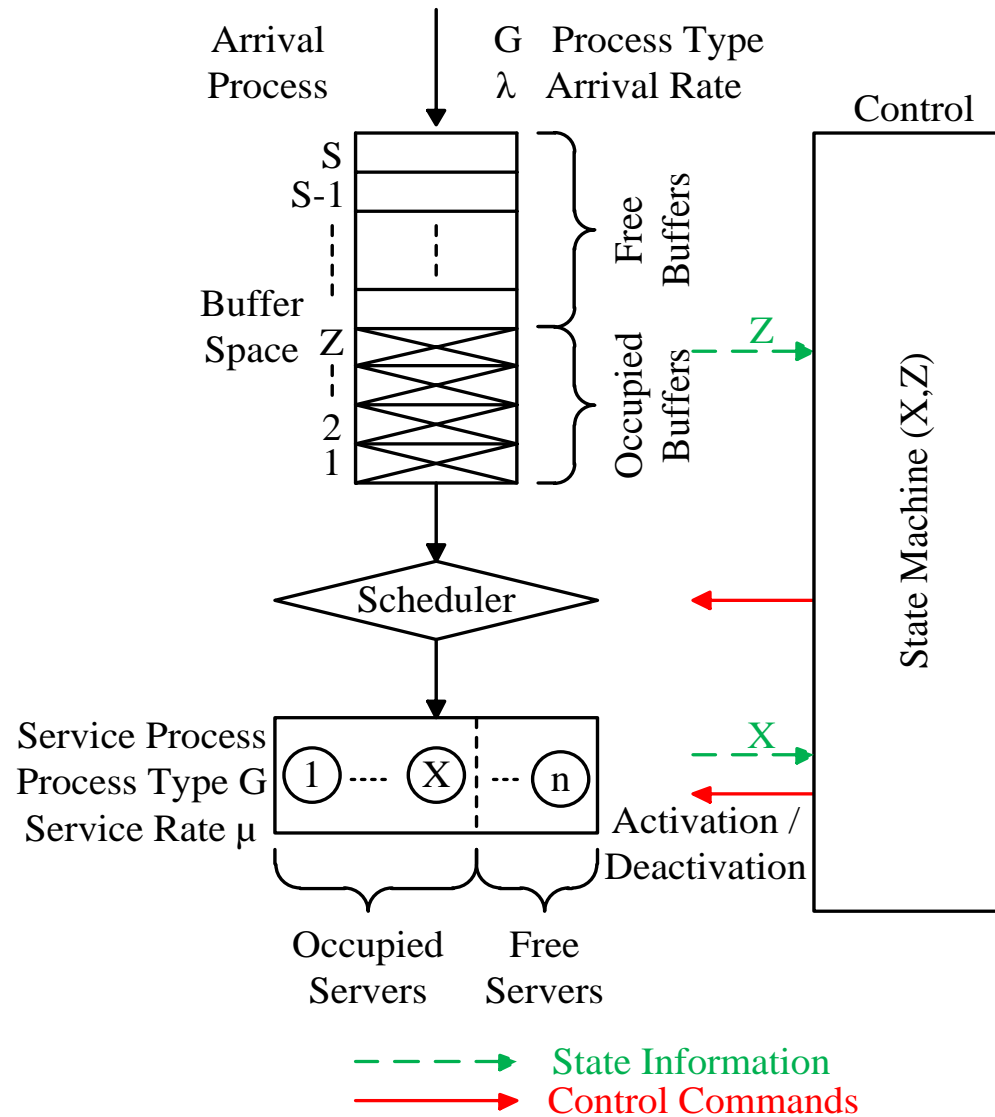 Arrival
Process
G Process Type
λ Arrival Rate
Control
S
S-1
Free
Buffers
Buffer
Space
Z
2
1
Occupied
Buffers
Z
State Machine (X,Z)
Scheduler
Service Process
Process Type G
Service Rate μ
1
X
n
X
Activation /
Deactivation
Occupied
Servers
Free
Servers
State Information
Control Commands